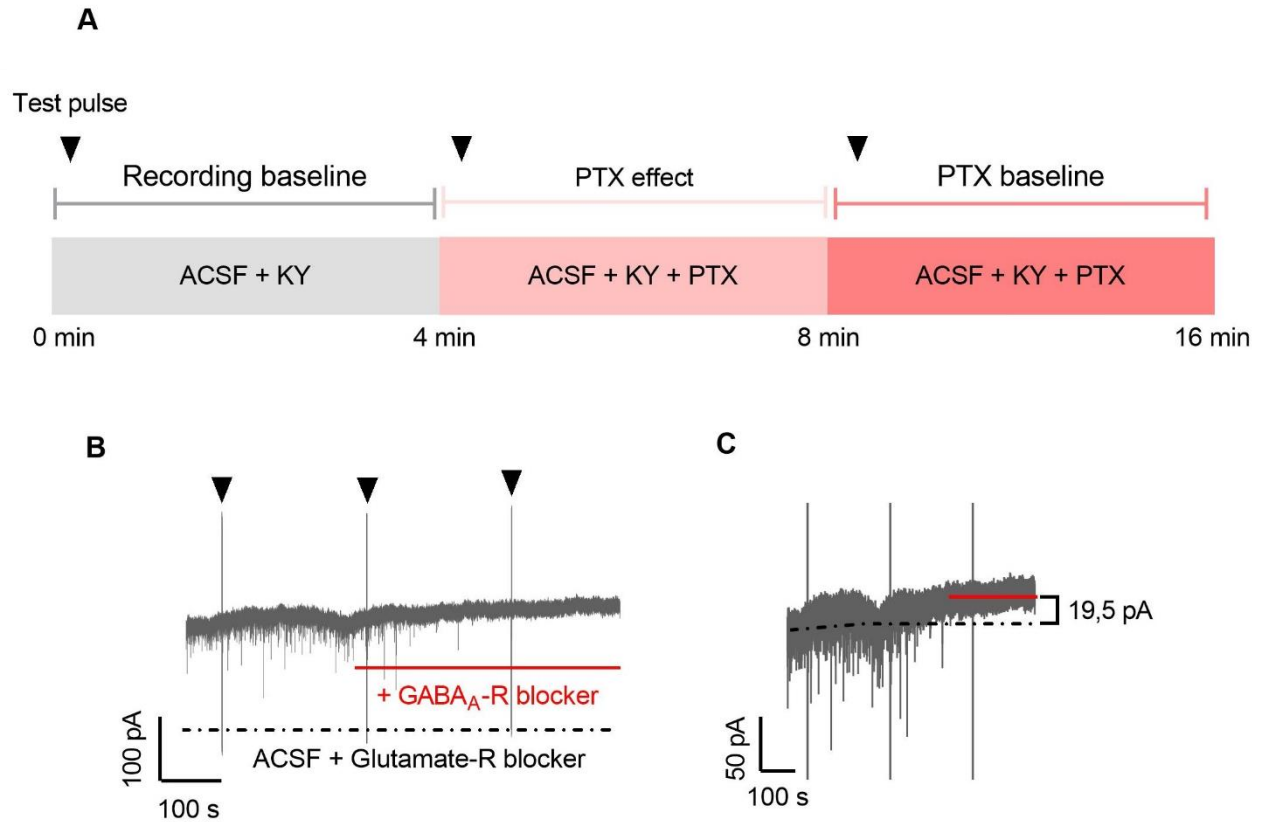 A
Test pulse
Recording baseline
PTX effect
PTX baseline
ACSF + KY
ACSF + KY + PTX
ACSF + KY + PTX
0 min
4 min
8 min
16 min
B
+ GABA_A-R blocker
ACSF + Glutamate-R blocker
100 pA
100 s
C
19,5 pA
50 pA
100 s